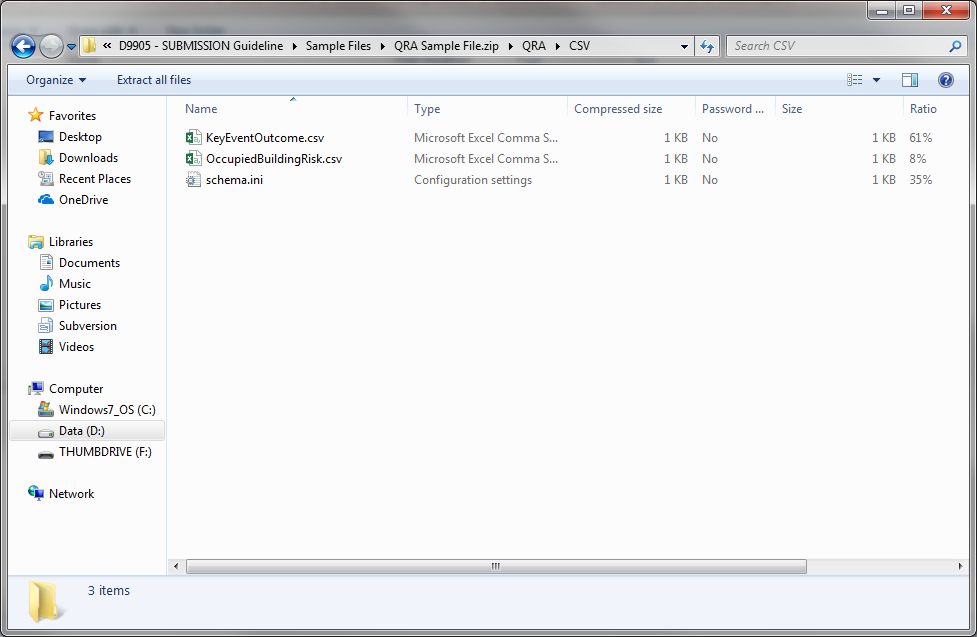 « D9905 - SUBMISSION Guideline Sample Files QRA Sample File.zip QRA CSV Search CSV
Organize Extract all files
Name Type Compressed size Password ... Size Ratio
KeyEventOutcome.csv Microsoft Excel Comma S... 1 KB No 1 KB 61%
OccupiedBuildingRisk.csv Microsoft Excel Comma S... 1 KB No 1 KB 8%
schema.ini Configuration settings 1 KB No 1 KB 35%
Favorites
Desktop
Downloads
Recent Places
OneDrive
Libraries
Documents
Music
Pictures
Subversion
Videos
Computer
Windows7_OS (C:)
Data (D:)
THUMBDRIVE (F:)
Network
3 items